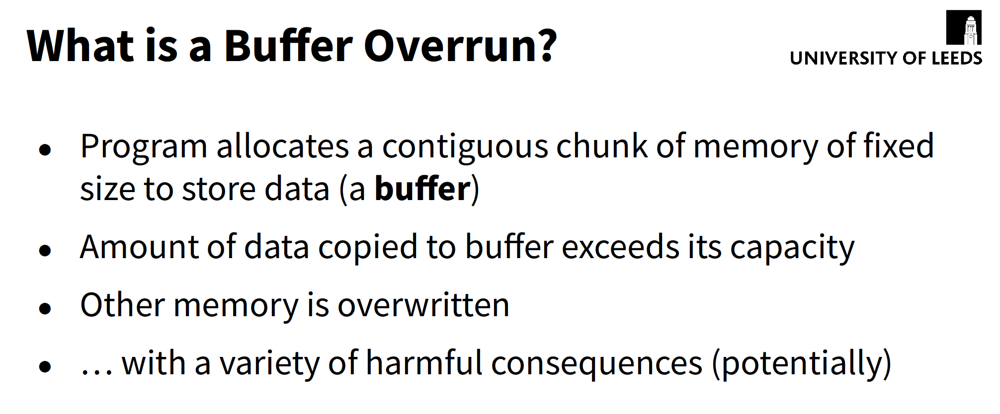 What is a Buffer Overrun?
UNIVERSITY OF LEEDS
● Program allocates a contiguous chunk of memory of fixed
size to store data (a buffer)
● Amount of data copied to buffer exceeds its capacity
● Other memory is overwritten
● … with a variety of harmful consequences (potentially)